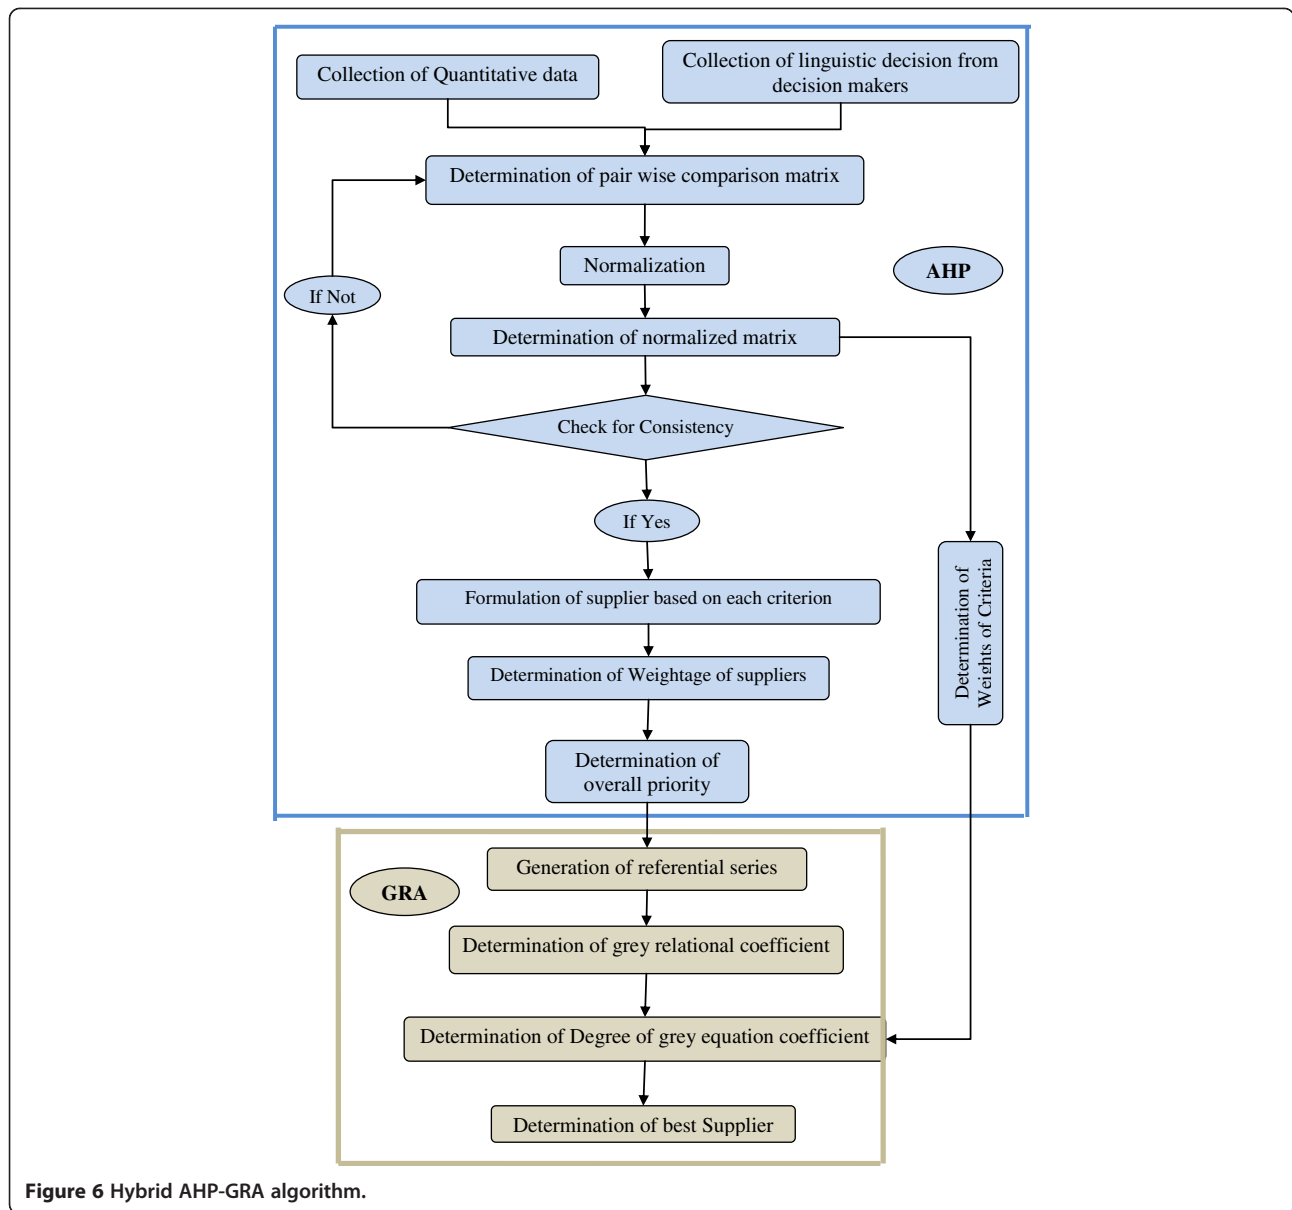 Collection of Quantitative data
Collection of linguistic decision from
decision makers
Determination of pair wise comparison matrix
Normalization
AHP
If Not
Determination of normalized matrix
Check for Consistency
If Yes
Determination of
Weights of Criteria
Formulation of supplier based on each criterion
Determination of Weightage of suppliers
Determination of
overall priority
Generation of referential series
GRA
Determination of grey relational coefficient
Determination of Degree of grey equation coefficient
Determination of best Supplier
Figure 6 Hybrid AHP-GRA algorithm.